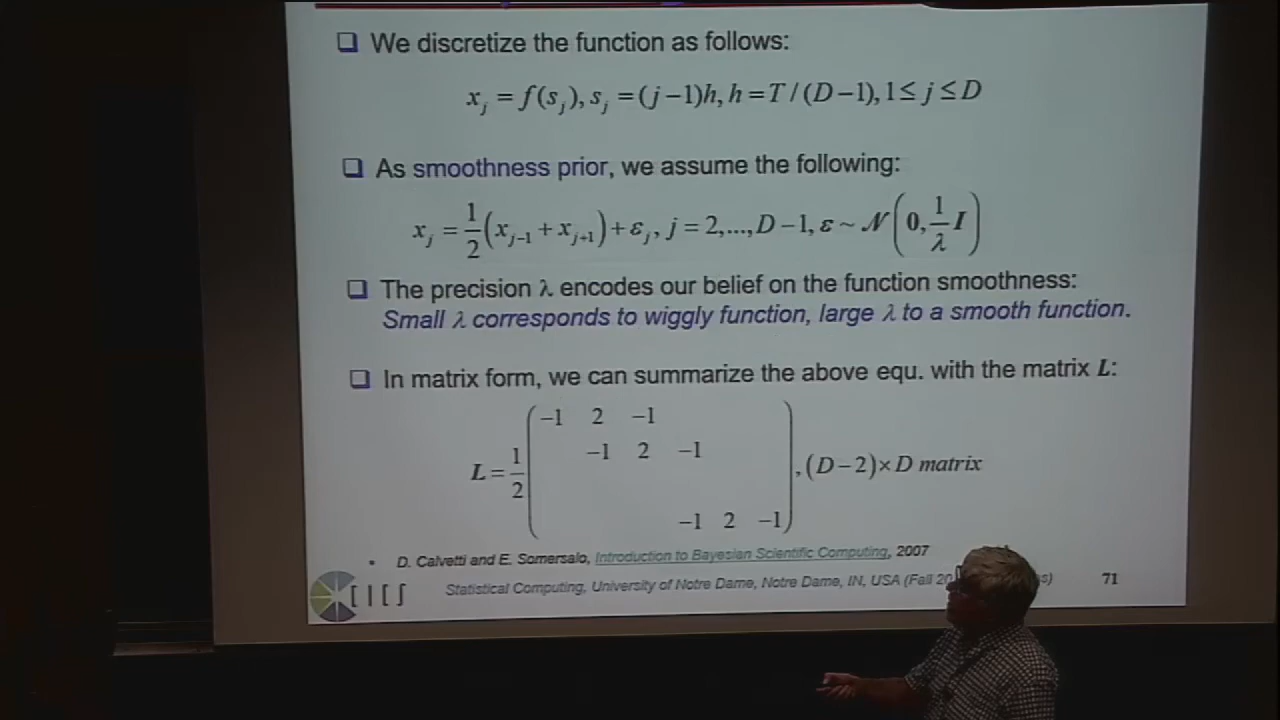 ❑ We discretize the function as follows:
x_j = f(s_j), s_j = (j−1)h, h = T / (D−1), 1 ≤ j ≤ D
❑ As smoothness prior, we assume the following:
x_j = 1/2 (x_{j−1} + x_{j+1}) + ε_j, j = 2,...,D−1, ε ~ 𝒩(0, 1/λ I)
❑ The precision λ encodes our belief on the function smoothness:
Small λ corresponds to wiggly function, large λ to a smooth function.
❑ In matrix form, we can summarize the above equ. with the matrix L:
−1 2 −1
−1 2 −1
L = 1/2 , (D−2)×D matrix
−1 2 −1
• D. Calvetti and E. Somersalo, Introduction to Bayesian Scientific Computing, 2007
Statistical Computing, University of Notre Dame, Notre Dame, IN, USA (Fall 20 s) 71